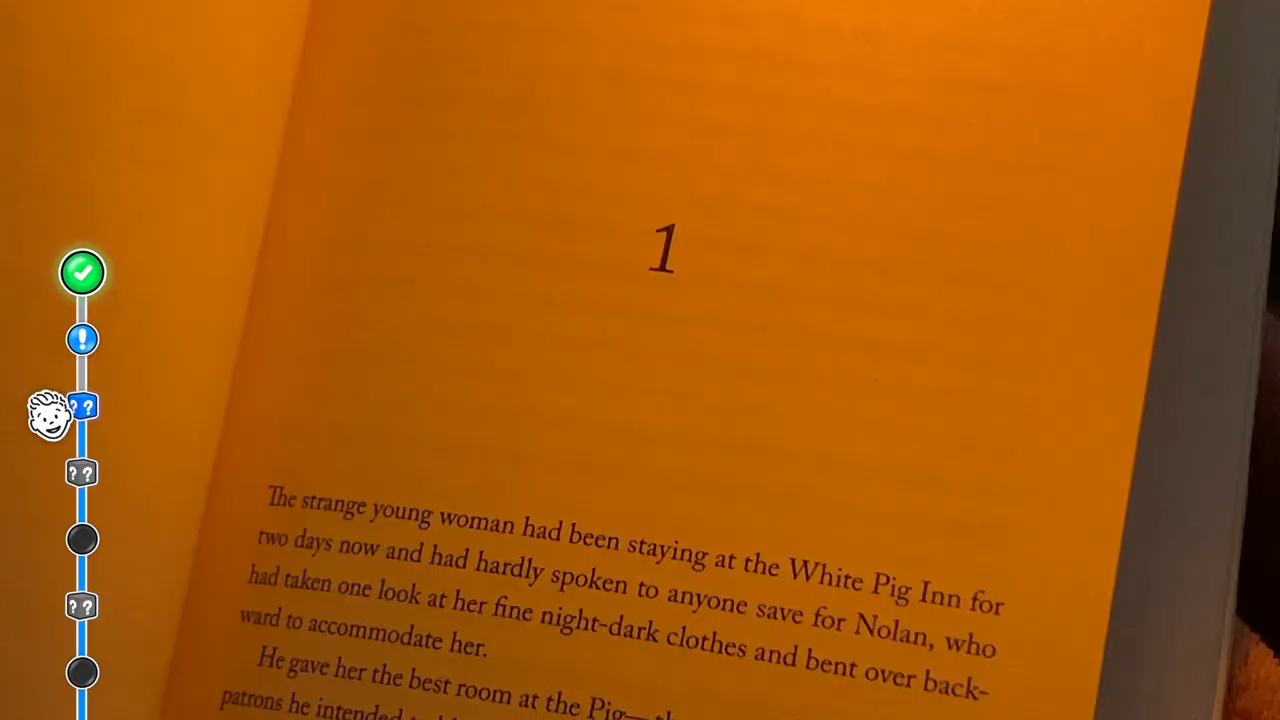 1
The strange young woman had been staying at the White Pig Inn for
two days now and had hardly spoken to anyone save for Nolan, who
had taken one look at her fine night-dark clothes and bent over back-
ward to accommodate her.
He gave her the best room at the Pig—
patrons he intended